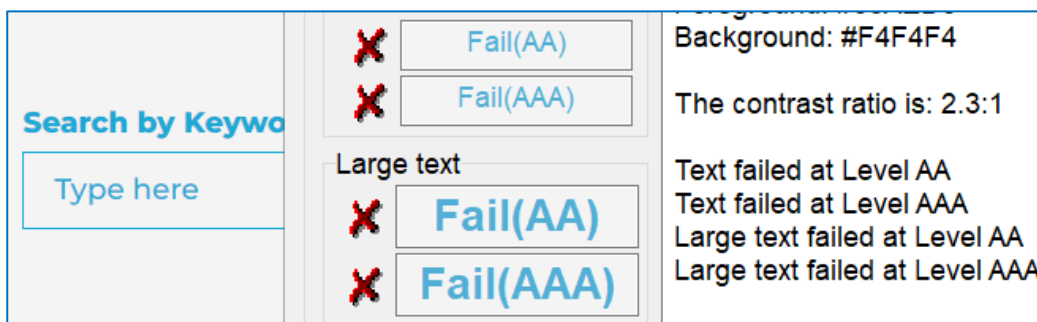 Search by Keywo
Type here
Fail(AA)
Fail(AAA)
Large text
Fail(AA)
Fail(AAA)
Background: #F4F4F4
The contrast ratio is: 2.3:1
Text failed at Level AA
Text failed at Level AAA
Large text failed at Level AA
Large text failed at Level AAA